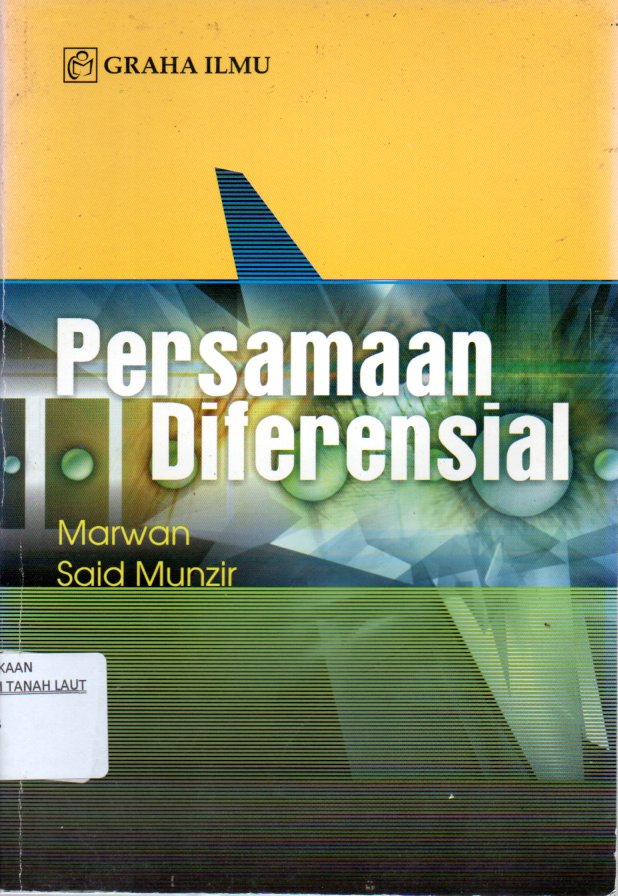 GRAHA ILMU
Persamaan
Diferensial
Marwan
Said Munzir
KAAN
TANAH LAUT